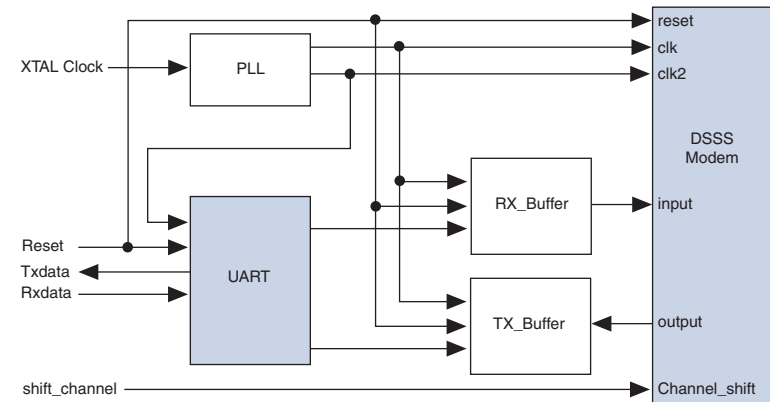 reset
XTAL Clock
PLL
clk
clk2
DSSS
Modem
RX_Buffer
input
Reset
Txdata
Rxdata
UART
TX_Buffer
output
shift_channel
Channel_shift